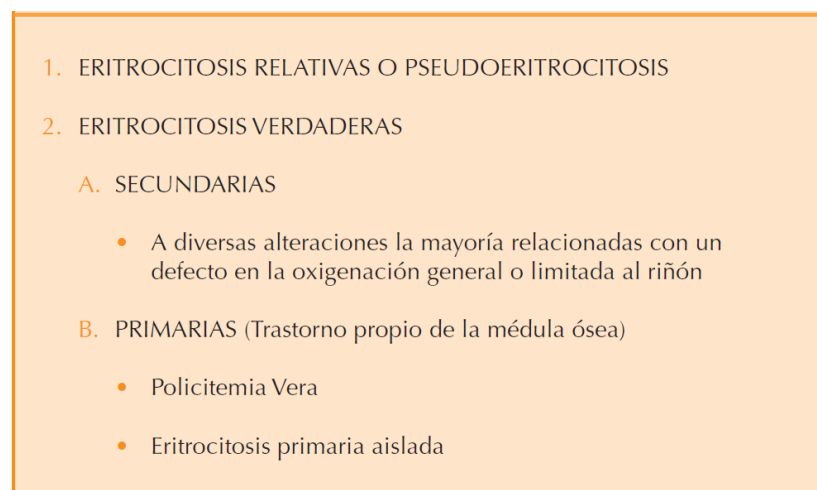 1. ERITROCITOSIS RELATIVAS O PSEUDOERITROCITOSIS
2. ERITROCITOSIS VERDADERAS
A. SECUNDARIAS
• A diversas alteraciones la mayoría relacionadas con un
defecto en la oxigenación general o limitada al riñón
B. PRIMARIAS (Trastorno propio de la médula ósea)
• Policitemia Vera
• Eritrocitosis primaria aislada